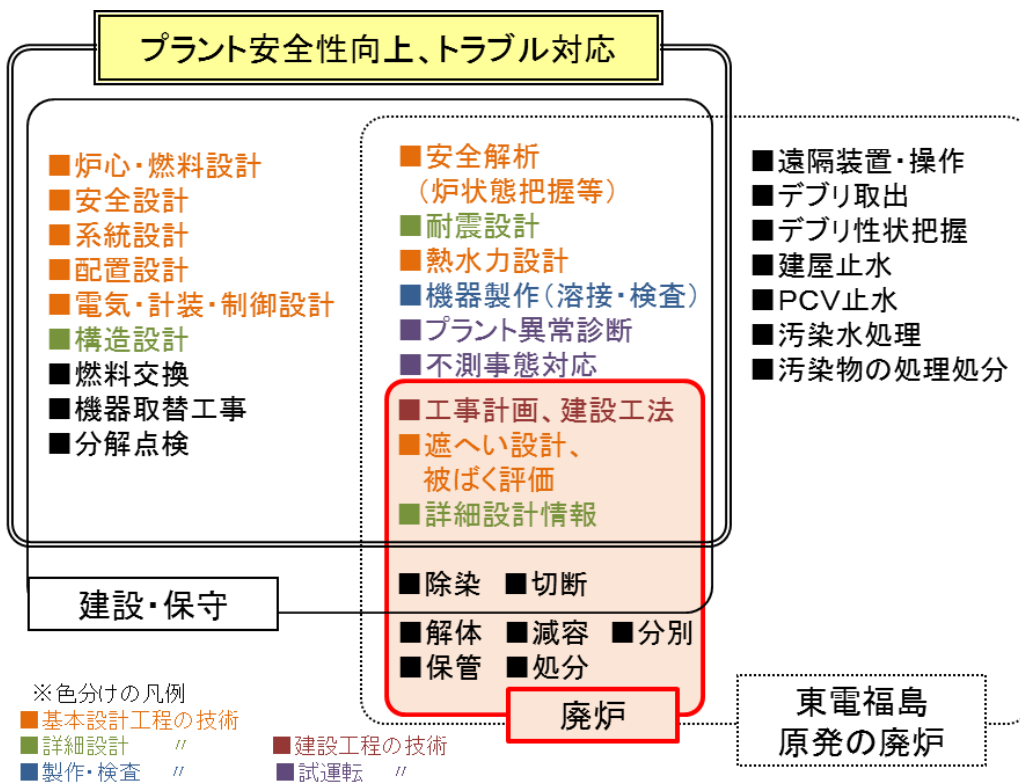 プラント安全性向上、トラブル対応
■炉心・燃料設計
■安全設計
■系統設計
■配置設計
■電気・計装・制御設計
■構造設計
■燃料交換
■機器取替工事
■分解点検
■安全解析
（炉状態把握等）
■耐震設計
■熱水力設計
■機器製作（溶接・検査）
■プラント異常診断
■不測事態対応
■工事計画、建設工法
■遮へい設計、
被ばく評価
■詳細設計情報
■除染 ■切断
■解体 ■減容 ■分別
■保管 ■処分
■遠隔装置・操作
■デブリ取出
■デブリ性状把握
■建屋止水
■PCV止水
■汚染水処理
■汚染物の処理処分
建設・保守
廃炉
東電福島
原発の廃炉
※色分けの凡例
■基本設計工程の技術
■詳細設計 〃 ■建設工程の技術
■製作・検査 〃 ■試運転 〃